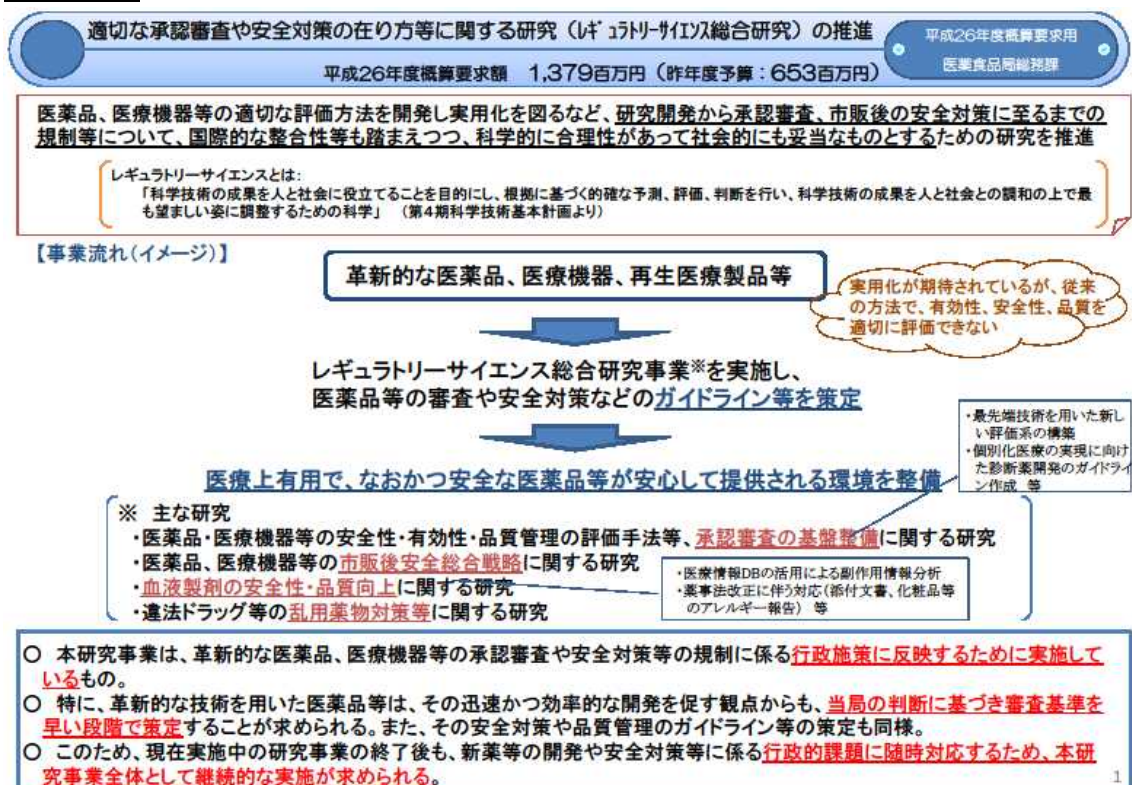 適切な承認審査や安全対策の在り方等に関する研究（ﾚｷﾞｭﾗﾄﾘｰｻｲｴﾝｽ総合研究）の推進
平成26年度概算要求用
医薬食品局総務課
平成26年度概算要求額　1,379百万円（昨年度予算：653百万円）
医薬品、医療機器等の適切な評価方法を開発し実用化を図るなど、研究開発から承認審査、市販後の安全対策に至るまでの
規制等について、国際的な整合性等も踏まえつつ、科学的に合理性があって社会的にも妥当なものとするための研究を推進
レギュラトリーサイエンスとは：
「科学技術の成果を人と社会に役立てることを目的にし、根拠に基づく的確な予測、評価、判断を行い、科学技術の成果を人と社会との調和の上で最
も望ましい姿に調整するための科学」　（第４期科学技術基本計画より）
【事業流れ（イメージ）】
革新的な医薬品、医療機器、再生医療製品等
実用化が期待されているが、従来
の方法で、有効性、安全性、品質を
適切に評価できない
レギュラトリーサイエンス総合研究事業※を実施し、
医薬品等の審査や安全対策などのガイドライン等を策定
・最先端技術を用いた新し
い評価系の構築
・個別化医療の実現に向け
た診断薬開発のガイドライ
ン作成　等
医療上有用で、なおかつ安全な医薬品等が安心して提供される環境を整備
※　主な研究
・医薬品・医療機器等の安全性・有効性・品質管理の評価手法等、承認審査の基盤整備に関する研究
・医薬品、医療機器等の市販後安全総合戦略に関する研究
・血液製剤の安全性・品質向上に関する研究
・違法ドラッグ等の乱用薬物対策等に関する研究
・医療情報DBの活用による副作用情報分析
・薬事法改正に伴う対応（添付文書、化粧品等
のアレルギー報告）　等
○　本研究事業は、革新的な医薬品、医療機器等の承認審査や安全対策等の規制に係る行政施策に反映するために実施して
いるもの。
○　特に、革新的な技術を用いた医薬品等は、その迅速かつ効率的な開発を促す観点からも、当局の判断に基づき審査基準を
早い段階で策定することが求められる。また、その安全対策や品質管理のガイドライン等の策定も同様。
○　このため、現在実施中の研究事業の終了後も、新薬等の開発や安全対策等に係る行政的課題に随時対応するため、本研
究事業全体として継続的な実施が求められる。
1